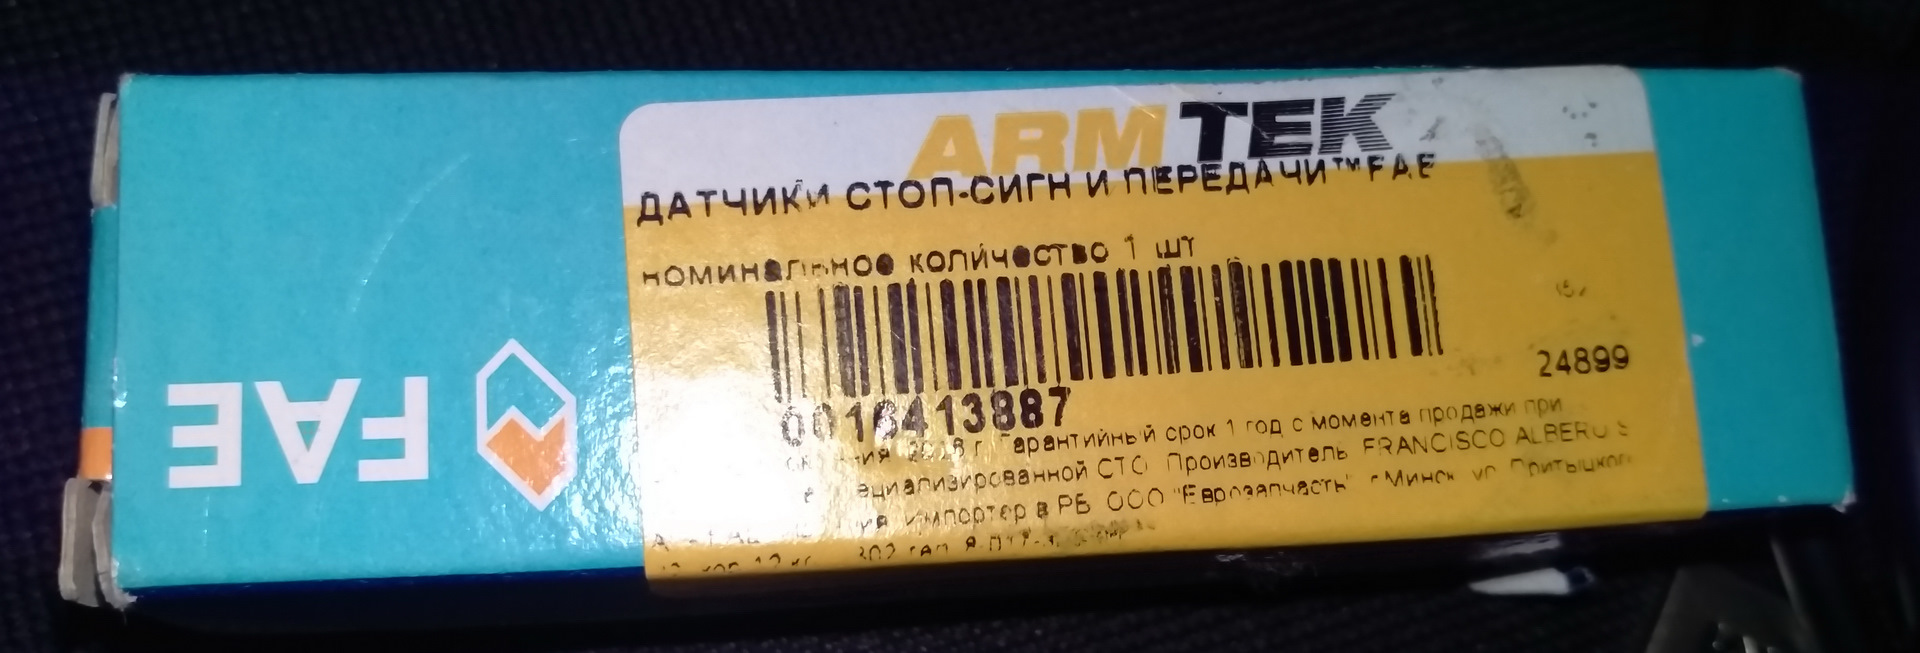 ARMTEK
ДАТЧИКИ СТОП-СИГН И ПЕРЕДАЧИ™FAE
номинальное количество 1 шт
24899
0016413887
г. Гарантийный срок 1 год с момента продажи при
специализированной СТО Производитель FRANCISCO ALBERO S
импортер в РБ ООО "Еврозапчасть" г Минск ул Притыцкого
FAE